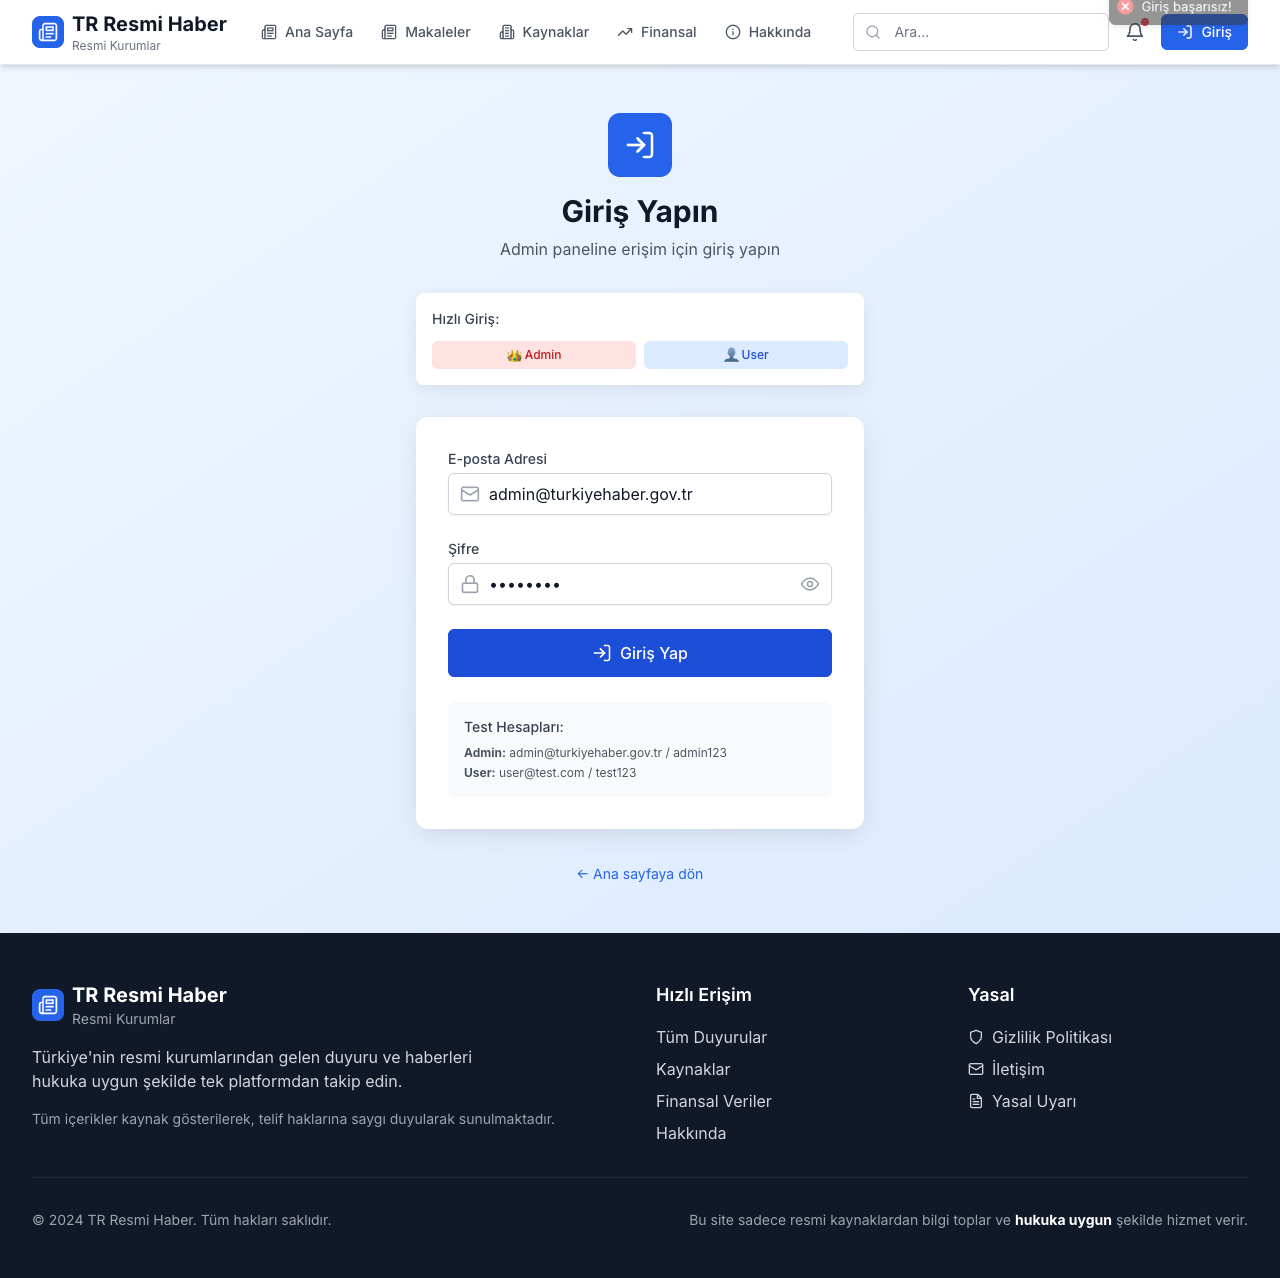 TR Resmi Haber
Resmi Kurumlar
Ana Sayfa
Makaleler
Kaynaklar
Finansal
Hakkında
Ara...
Giriş başarısız!
Giriş
Giriş Yapın
Admin paneline erişim için giriş yapın
Hızlı Giriş:
Admin
User
E-posta Adresi
admin@turkiyehaber.gov.tr
Şifre
••••••••
Giriş Yap
Test Hesapları:
Admin: admin@turkiyehaber.gov.tr / admin123
User: user@test.com / test123
← Ana sayfaya dön
TR Resmi Haber
Resmi Kurumlar
Türkiye'nin resmi kurumlarından gelen duyuru ve haberleri
hukuka uygun şekilde tek platformdan takip edin.
Tüm içerikler kaynak gösterilerek, telif haklarına saygı duyularak sunulmaktadır.
Hızlı Erişim
Tüm Duyurular
Kaynaklar
Finansal Veriler
Hakkında
Yasal
Gizlilik Politikası
İletişim
Yasal Uyarı
© 2024 TR Resmi Haber. Tüm hakları saklıdır.
Bu site sadece resmi kaynaklardan bilgi toplar ve hukuka uygun şekilde hizmet verir.